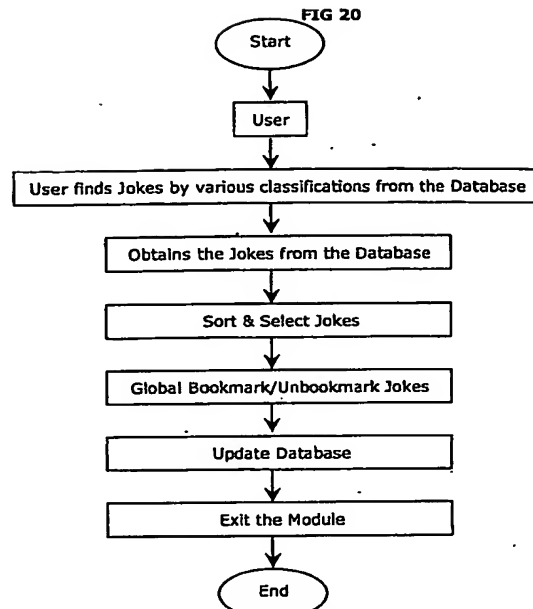 FIG 20
Start
User
User finds Jokes by various classifications from the Database
Obtains the Jokes from the Database
Sort & Select Jokes
Global Bookmark/Unbookmark Jokes
Update Database
Exit the Module
End